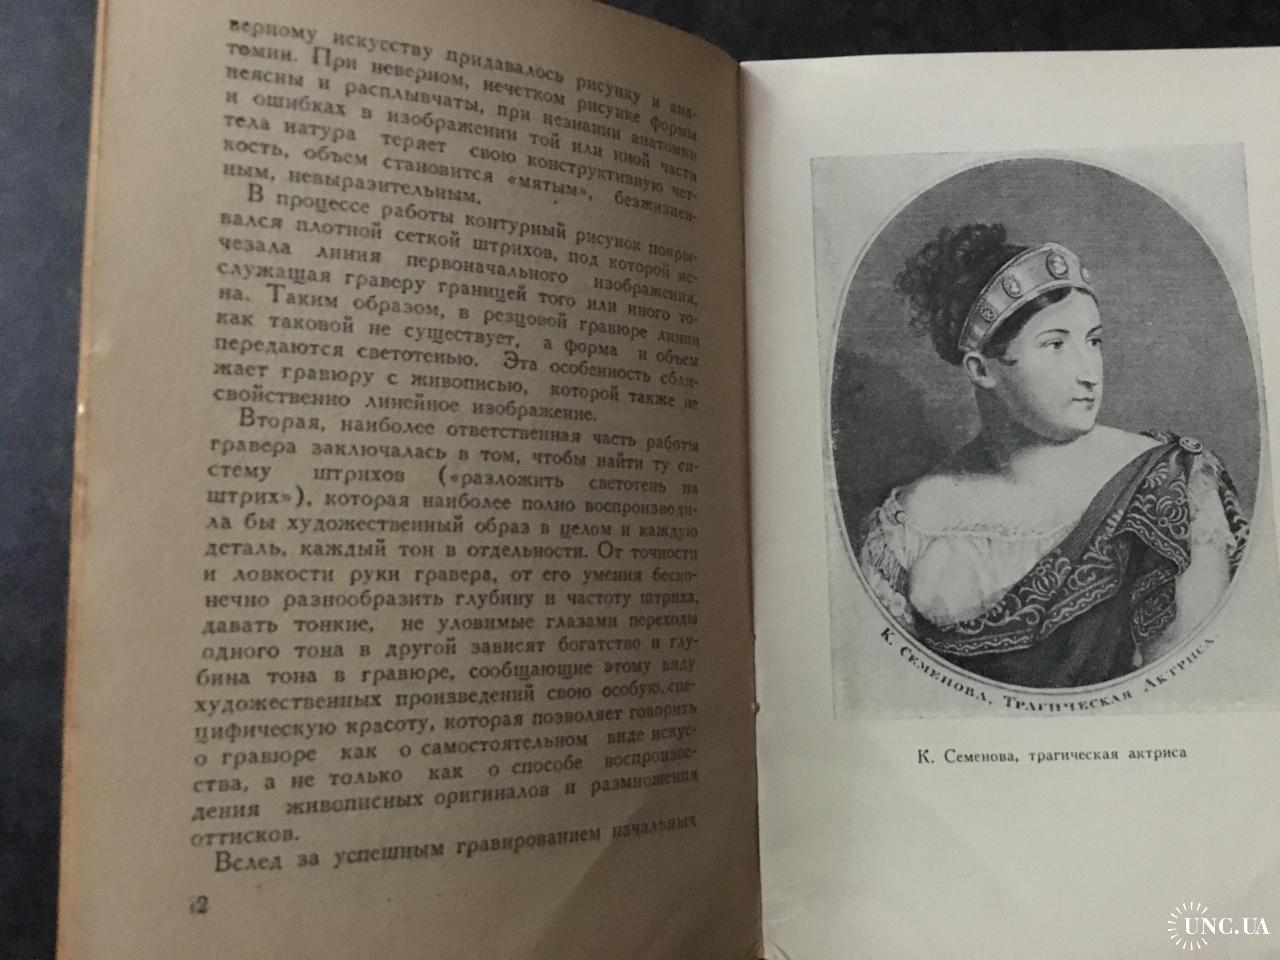 верному искусству придавалось рисунку и ана-
томии. При неверном, нечетком рисунке формы
неясны и расплывчаты, при незнании анатомии
и ошибках в изображении той или иной части
тела натура теряет свою конструктивную чет-
кость, объем становится «мятым», безжизнен-
ным, невыразительным.
В процессе работы контурный рисунок покры-
вался плотной сеткой штрихов, под которой ис-
чезала линия первоначального изображения,
служащая граверу границей того или иного то-
на. Таким образом, в резцовой гравюре линии
как таковой не существует, а форма и объем
передаются светотенью. Эта особенность сбли-
жает гравюру с живописью, которой также не
свойственно линейное изображение.
Вторая, наиболее ответственная часть работы
гравера заключалась в том, чтобы найти ту си-
стему штрихов («разложить светотень на
штрих»), которая наиболее полно воспроизводи-
ла бы художественный образ в целом и каждую
деталь, каждый тон в отдельности. От точности
и ловкости руки гравера, от его умения беско-
нечно разнообразить глубину и частоту штриха,
давать тонкие, не уловимые глазами переходы
одного тона в другой зависят богатство и глу-
бина тона в гравюре, сообщающие этому виду
художественных произведений свою особую, спе-
цифическую красоту, которая позволяет говорить
о гравюре как о самостоятельном виде искус-
ства, а не только как о способе воспроизве-
дения живописных оригиналов и размножения
оттисков.
Вслед за успешным гравированием начальных
12
К. Семенова, Трагическая Актриса.
К. Семенова, трагическая актриса
UNC.UA